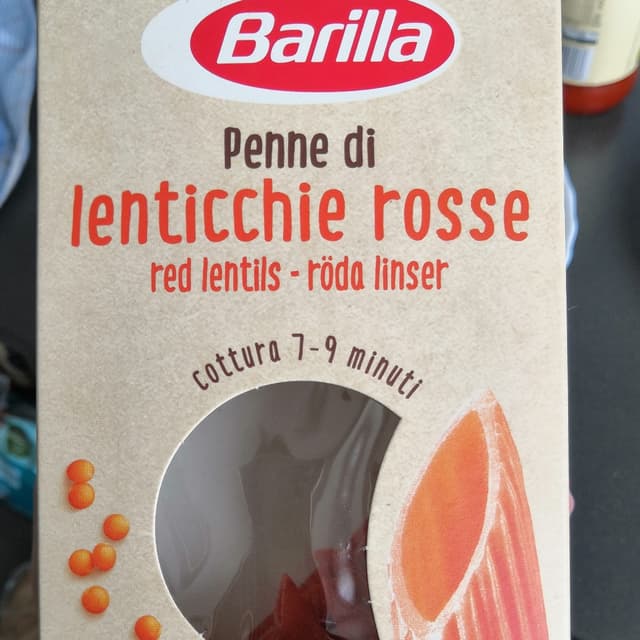 Barilla
Penne di
lenticchie rosse
red lentils - röda linser
cottura 7-9 minuti